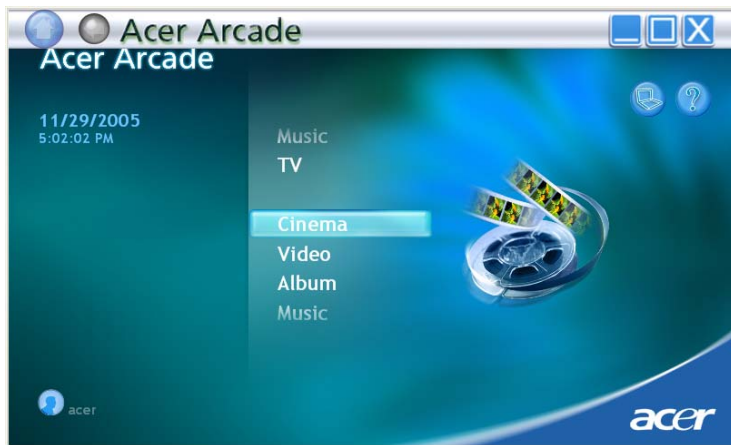 Acer Arcade
Acer Arcade
11/29/2005
5:02:02 PM
Music
TV
Cinema
Video
Album
Music
acer
acer